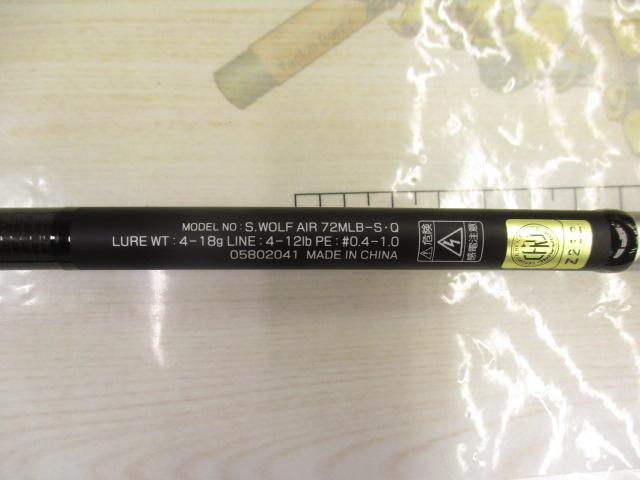 MODEL NO : S.WOLF AIR 72MLB-S・Q
LURE WT : 4-18g LINE : 4-12lb PE : #0.4-1.0
05802041 MADE IN CHINA
危険
感電注意
Z212